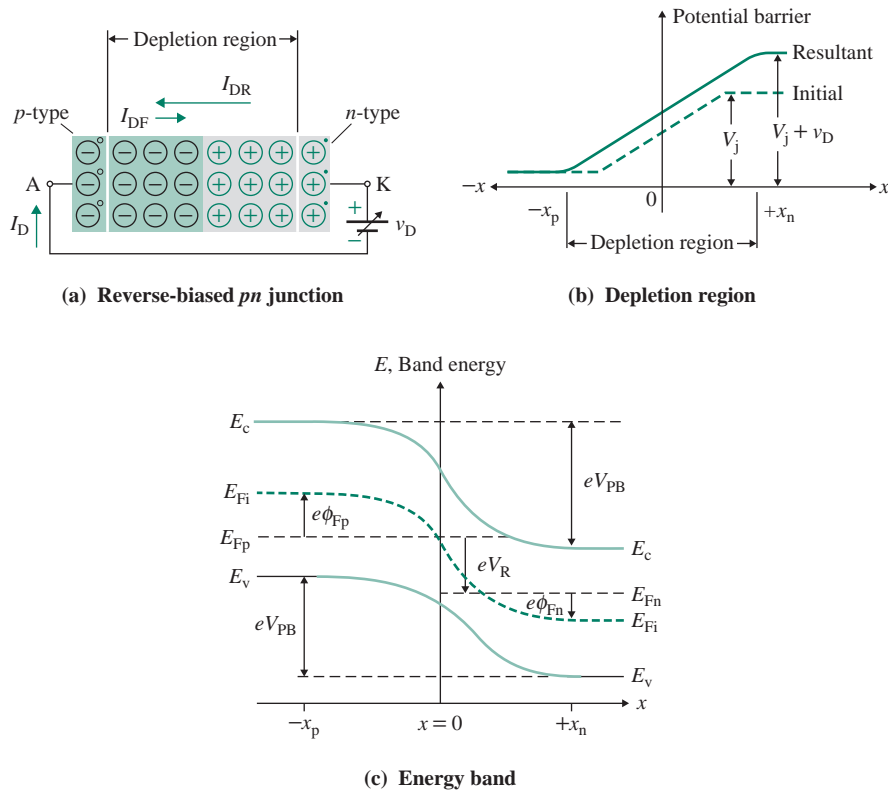 Depletion region
I_DR
p-type
I_DF
n-type
A
K
I_D
+
−
v_D
(a) Reverse-biased pn junction
Potential barrier
Resultant
Initial
V_j
V_j + v_D
−x
0
x
−x_p
+x_n
Depletion region
(b) Depletion region
E, Band energy
E_c
eV_PB
E_Fi
eϕ_Fp
E_Fp
E_c
eV_R
E_v
E_Fn
eϕ_Fn
E_Fi
eV_PB
E_v
x
−x_p
x = 0
+x_n
(c) Energy band